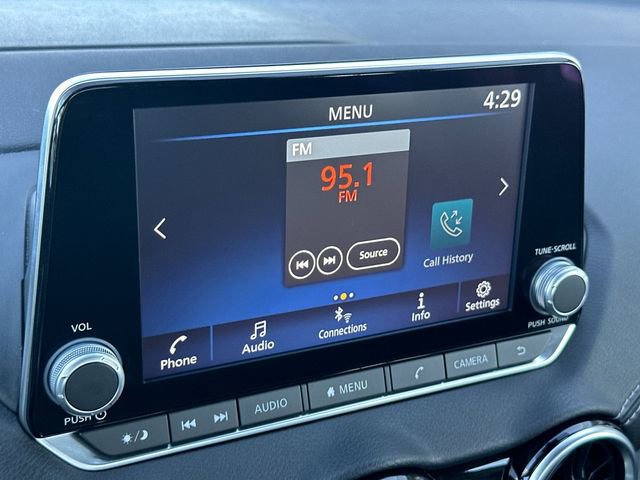 MENU
4:29
FM
95.1
FM
Source
Call History
Phone
Audio
Connections
i
Info
Settings
VOL
PUSH
TUNE·SCROLL
PUSH SOUND
AUDIO
MENU
CAMERA